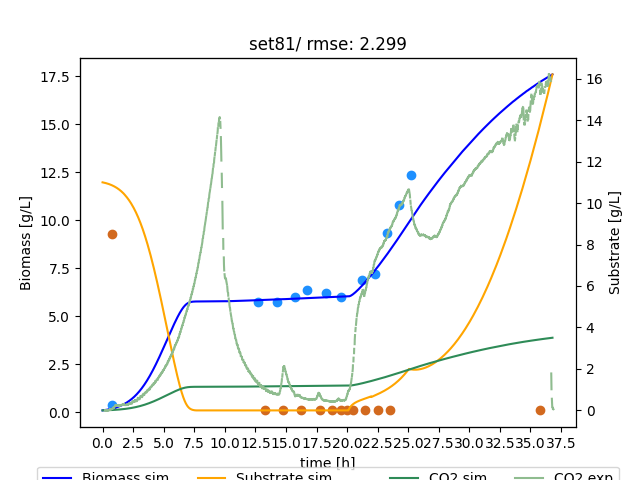 set81/ rmse: 2.299
17.5
15.0
12.5
10.0
7.5
5.0
2.5
0.0
Biomass [g/L]
16
14
12
10
8
6
4
2
0
Substrate [g/L]
0.0 2.5 5.0 7.5 10.0 12.5 15.0 17.5 20.0 22.5 25.0 27.5 30.0 32.5 35.0 37.5
time [h]
Biomass sim Substrate sim CO2 sim CO2 exp